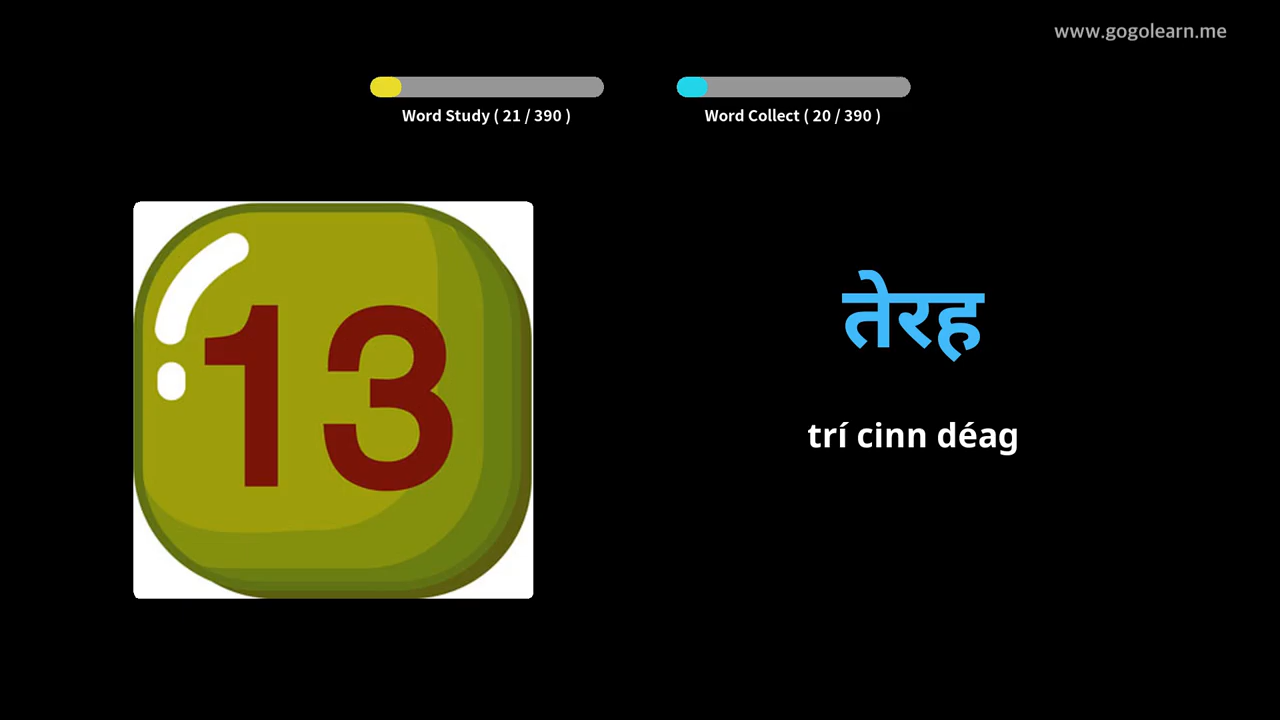 www.gogolearn.me
Word Study ( 21 / 390 )
Word Collect ( 20 / 390 )
13
तेरह
trí cinn déag